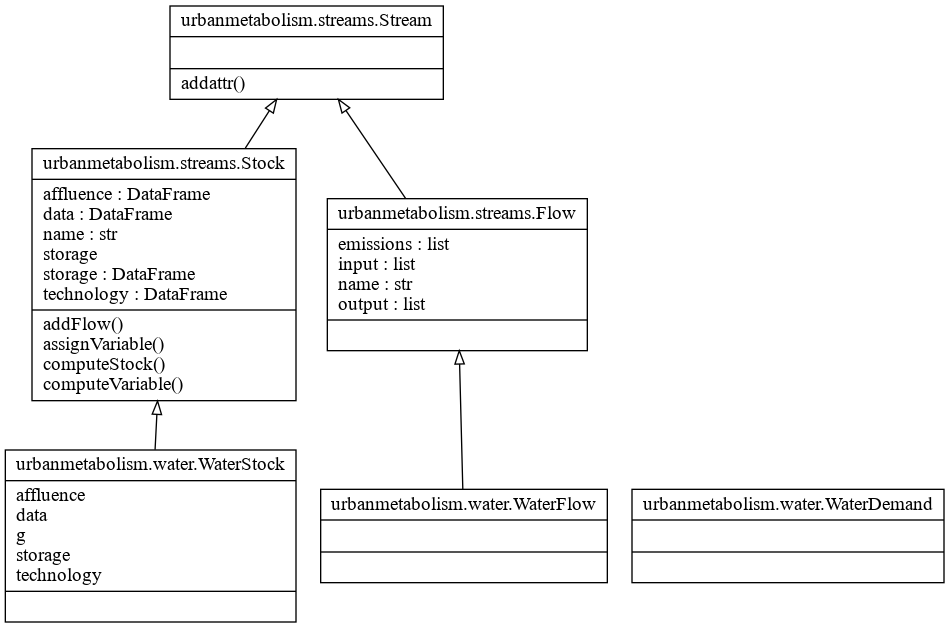 urbanmetabolism.streams.Stream
addattr()
urbanmetabolism.streams.Stock
affluence : DataFrame
data : DataFrame
name : str
storage
storage : DataFrame
technology : DataFrame
addFlow()
assignVariable()
computeStock()
computeVariable()
urbanmetabolism.streams.Flow
emissions : list
input : list
name : str
output : list
urbanmetabolism.water.WaterStock
affluence
data
g
storage
technology
urbanmetabolism.water.WaterFlow
urbanmetabolism.water.WaterDemand